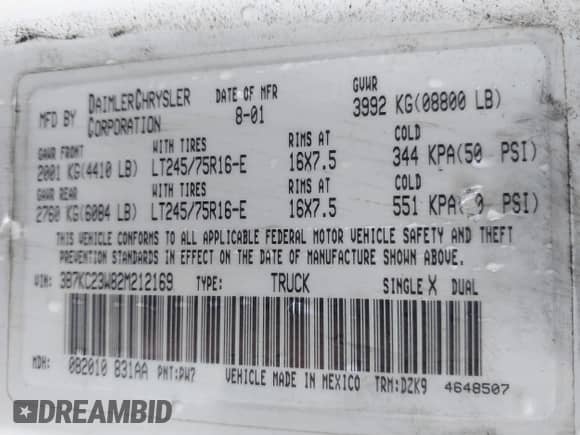 MFD BY DAIMLERCHRYSLER CORPORATION DATE OF MFR 8-01 GVWR 3992 KG(08800 LB)
GAWR FRONT WITH TIRES RIMS AT COLD
2001 KG(4410 LB) LT245/75R16-E 16X7.5 344 KPA(50 PSI)
GAWR REAR WITH TIRES RIMS AT COLD
2760 KG(6084 LB) LT245/75R16-E 16X7.5 551 KPA( 0 PSI)
THIS VEHICLE CONFORMS TO ALL APPLICABLE FEDERAL MOTOR VEHICLE SAFETY AND THEFT
PREVENTION STANDARDS IN EFFECT ON THE DATE OF MANUFACTURE SHOWN ABOVE.
VIN: 3B7KC23W82M212169 TYPE: TRUCK SINGLE X DUAL
MDH: 082010 831AA PNT:PW7 VEHICLE MADE IN MEXICO TRM:DZK9 4648507
DREAMBID